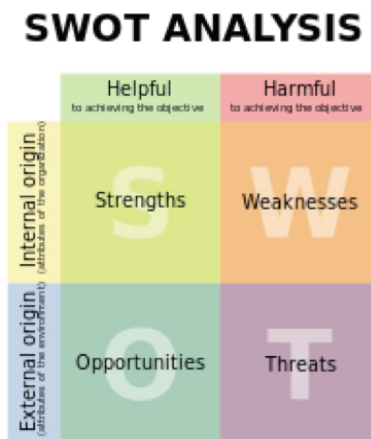 SWOT ANALYSIS
Helpful
to achieving the objective
Harmful
to achieving the objective
Internal origin
(attributes of the organization)
S
Strengths
W
Weaknesses
External origin
(attributes of the environment)
O
Opportunities
T
Threats